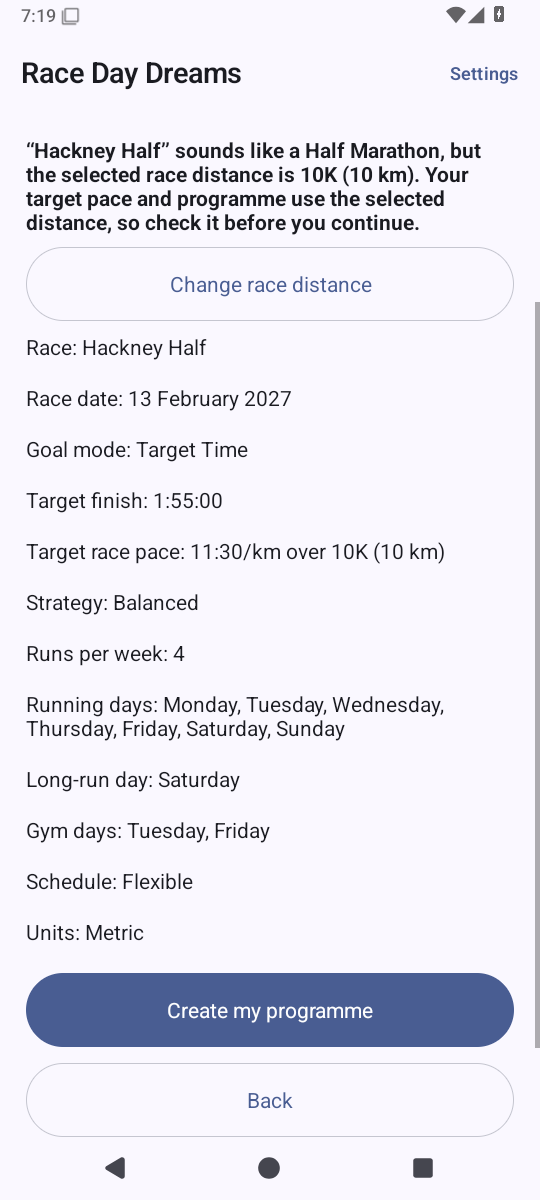 7:19
Race Day Dreams
Settings
“Hackney Half” sounds like a Half Marathon, but
the selected race distance is 10K (10 km). Your
target pace and programme use the selected
distance, so check it before you continue.
Change race distance
Race: Hackney Half
Race date: 13 February 2027
Goal mode: Target Time
Target finish: 1:55:00
Target race pace: 11:30/km over 10K (10 km)
Strategy: Balanced
Runs per week: 4
Running days: Monday, Tuesday, Wednesday,
Thursday, Friday, Saturday, Sunday
Long-run day: Saturday
Gym days: Tuesday, Friday
Schedule: Flexible
Units: Metric
Create my programme
Back